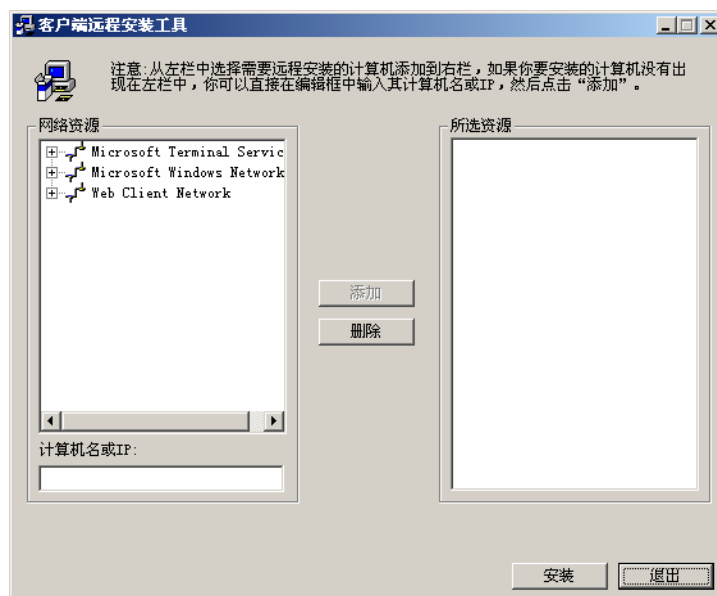 客户端远程安装工具
注意:从左栏中选择需要远程安装的计算机添加到右栏，如果你要安装的计算机没有出
现在左栏中，你可以直接在编辑框中输入其计算机名或IP，然后点击“添加”。
网络资源
Microsoft Terminal Servic
Microsoft Windows Network
Web Client Network
计算机名或IP:
添加
删除
所选资源
安装
退出